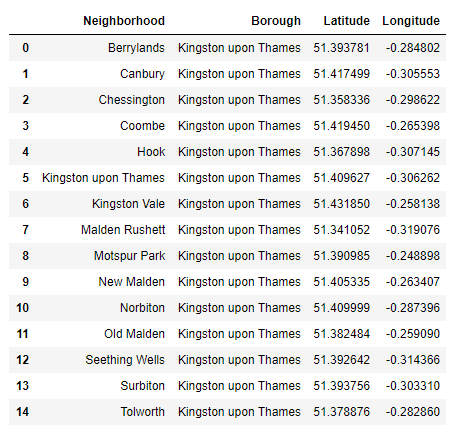 Neighborhood Borough Latitude Longitude
0 Berrylands Kingston upon Thames 51.393781 -0.284802
1 Canbury Kingston upon Thames 51.417499 -0.305553
2 Chessington Kingston upon Thames 51.358336 -0.298622
3 Coombe Kingston upon Thames 51.419450 -0.265398
4 Hook Kingston upon Thames 51.367898 -0.307145
5 Kingston upon Thames Kingston upon Thames 51.409627 -0.306262
6 Kingston Vale Kingston upon Thames 51.431850 -0.258138
7 Malden Rushett Kingston upon Thames 51.341052 -0.319076
8 Motspur Park Kingston upon Thames 51.390985 -0.248898
9 New Malden Kingston upon Thames 51.405335 -0.263407
10 Norbiton Kingston upon Thames 51.409999 -0.287396
11 Old Malden Kingston upon Thames 51.382484 -0.259090
12 Seething Wells Kingston upon Thames 51.392642 -0.314366
13 Surbiton Kingston upon Thames 51.393756 -0.303310
14 Tolworth Kingston upon Thames 51.378876 -0.282860